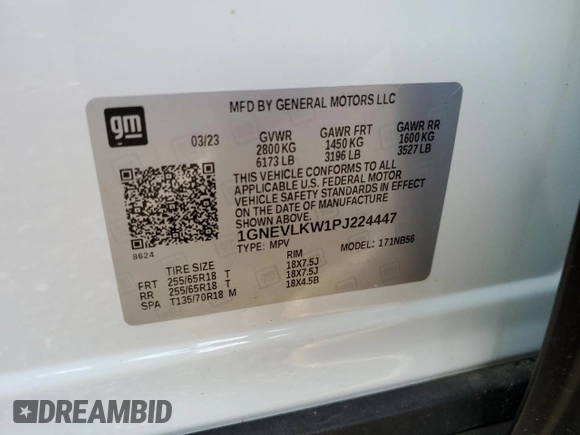 MFD BY GENERAL MOTORS LLC
gm
03/23 GVWR GAWR FRT GAWR RR
2800 KG 1450 KG 1600 KG
6173 LB 3196 LB 3527 LB
THIS VEHICLE CONFORMS TO ALL
APPLICABLE U.S. FEDERAL MOTOR
VEHICLE SAFETY STANDARDS IN EFFECT
ON THE DATE OF MANUFACTURE
SHOWN ABOVE.
1GNEVLKW1PJ224447
8624 TYPE: MPV MODEL: 171NB56
TIRE SIZE RIM
FRT 255/65R18 T 18X7.5J
RR 255/65R18 T 18X7.5J
SPA T135/70R18 M 18X4.5B
DREAMBID